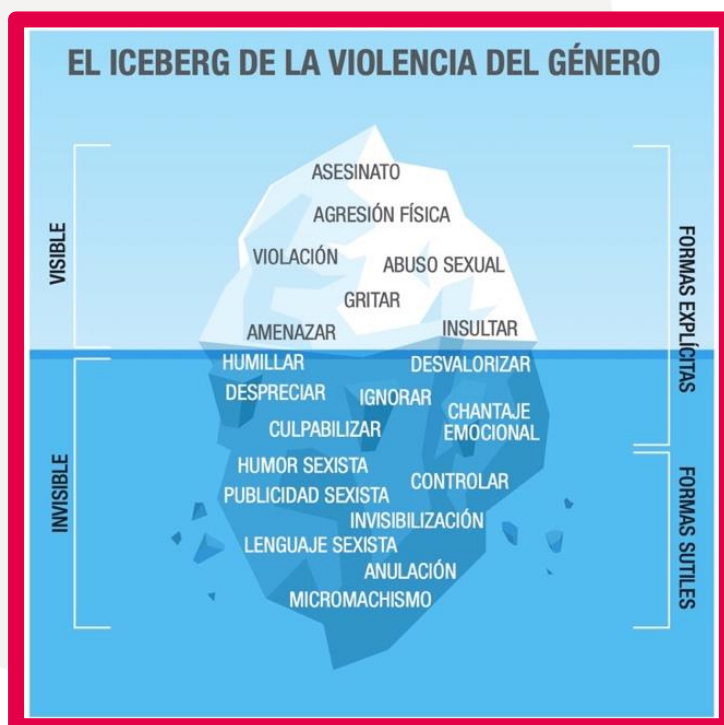 EL ICEBERG DE LA VIOLENCIA DEL GÉNERO
VISIBLE
ASESINATO
AGRESIÓN FÍSICA
VIOLACIÓN
ABUSO SEXUAL
GRITAR
AMENAZAR
INSULTAR
FORMAS EXPLÍCITAS
INVISIBLE
HUMILLAR
DESVALORIZAR
DESPRECIAR
IGNORAR
CHANTAJE
EMOCIONAL
CULPABILIZAR
HUMOR SEXISTA
CONTROLAR
PUBLICIDAD SEXISTA
INVISIBILIZACIÓN
LENGUAJE SEXISTA
ANULACIÓN
MICROMACHISMO
FORMAS SUTILES